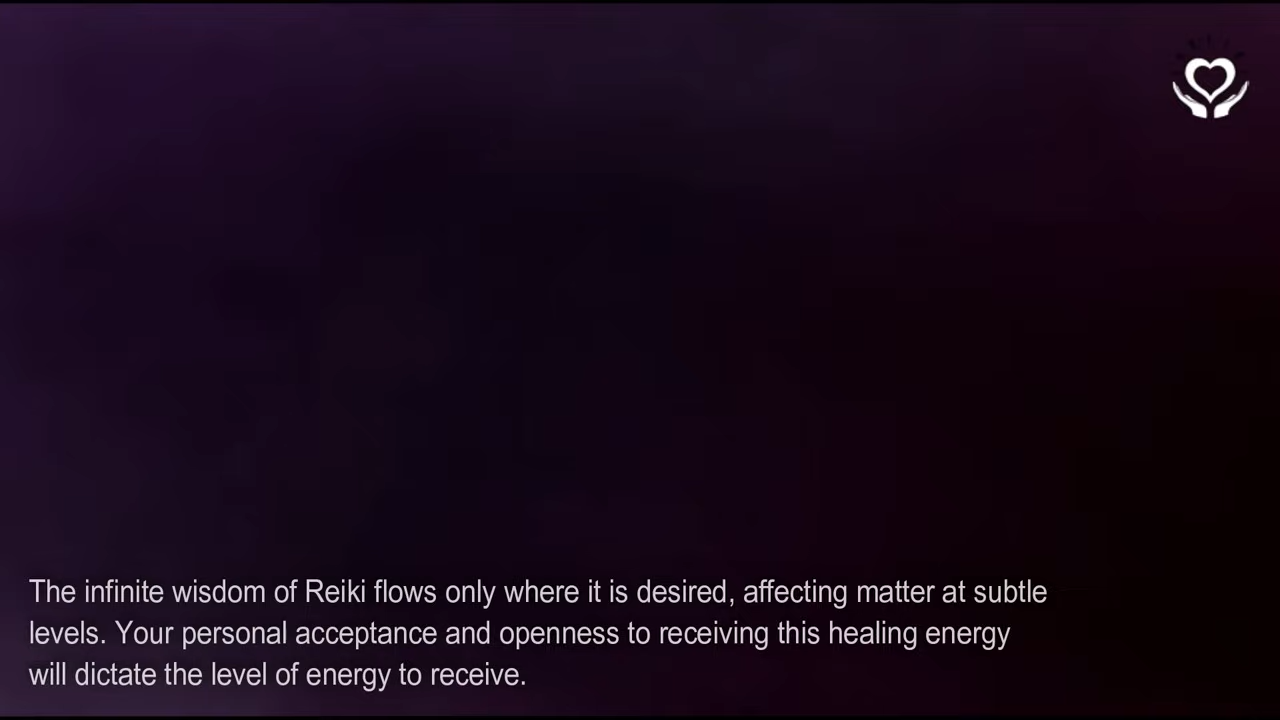 The infinite wisdom of Reiki flows only where it is desired, affecting matter at subtle
levels. Your personal acceptance and openness to receiving this healing energy
will dictate the level of energy to receive.